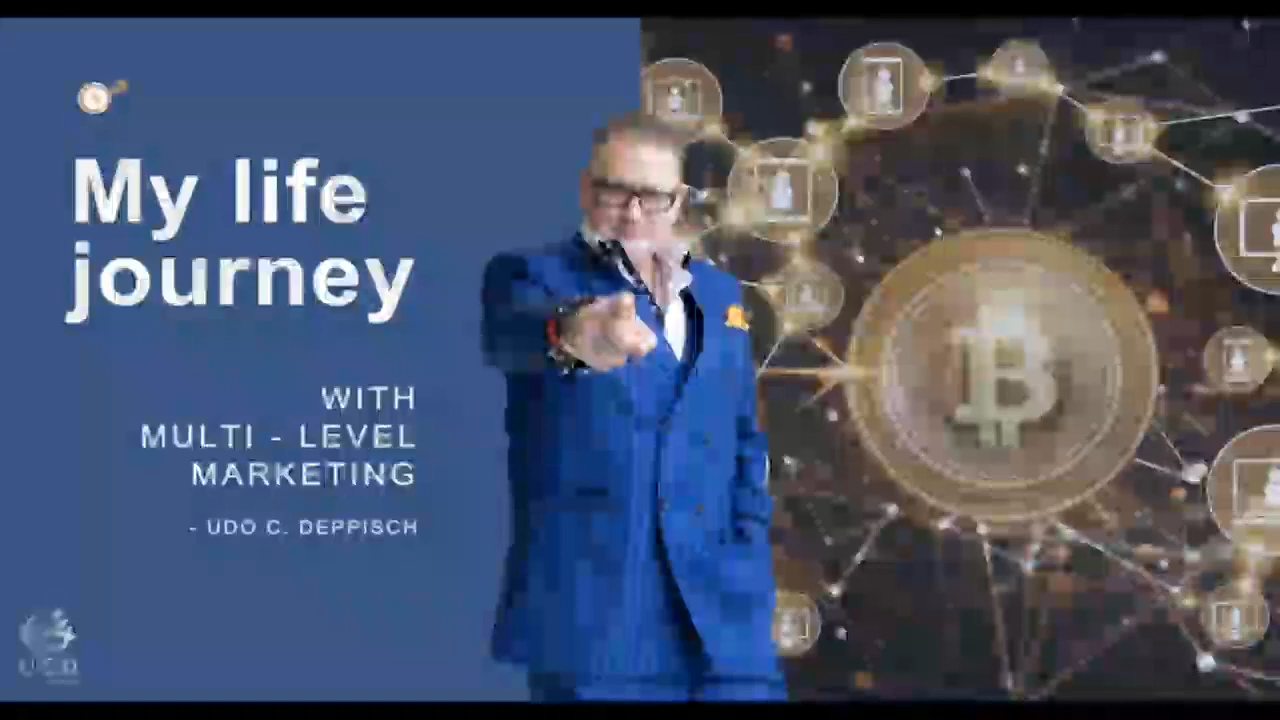 My life
journey
WITH
MULTI - LEVEL
MARKETING
- UDO C. DEPPISCH